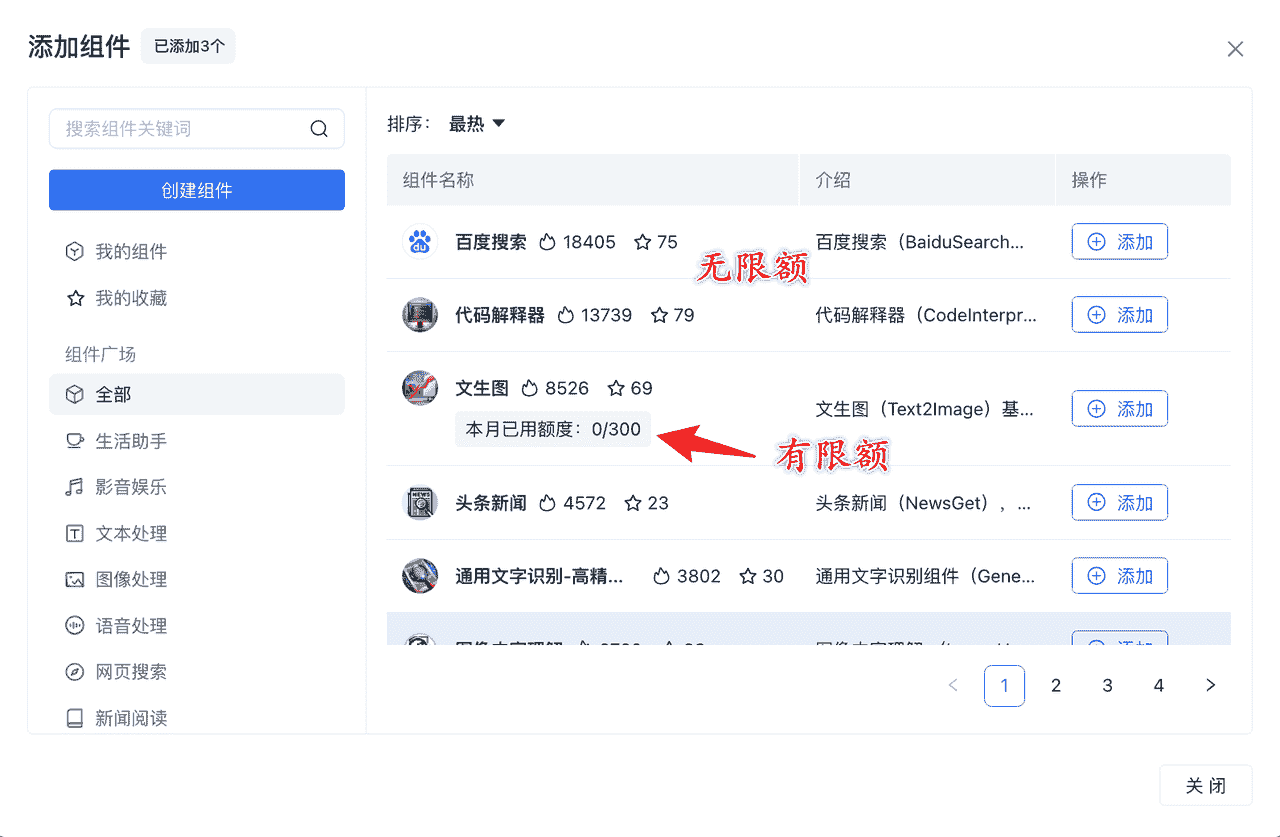 添加组件 已添加3个
搜索组件关键词
创建组件
我的组件
我的收藏
组件广场
全部
生活助手
影音娱乐
文本处理
图像处理
语音处理
网页搜索
新闻阅读
排序： 最热
组件名称 介绍 操作
百度搜索 18405 75 百度搜索（BaiduSearch... 添加
无限额
代码解释器 13739 79 代码解释器（CodeInterpr... 添加
文生图 8526 69 文生图（Text2Image）基... 添加
本月已用额度：0/300
有限额
头条新闻 4572 23 头条新闻（NewsGet），... 添加
通用文字识别-高精... 3802 30 通用文字识别组件（Gene... 添加
1 2 3 4
关 闭